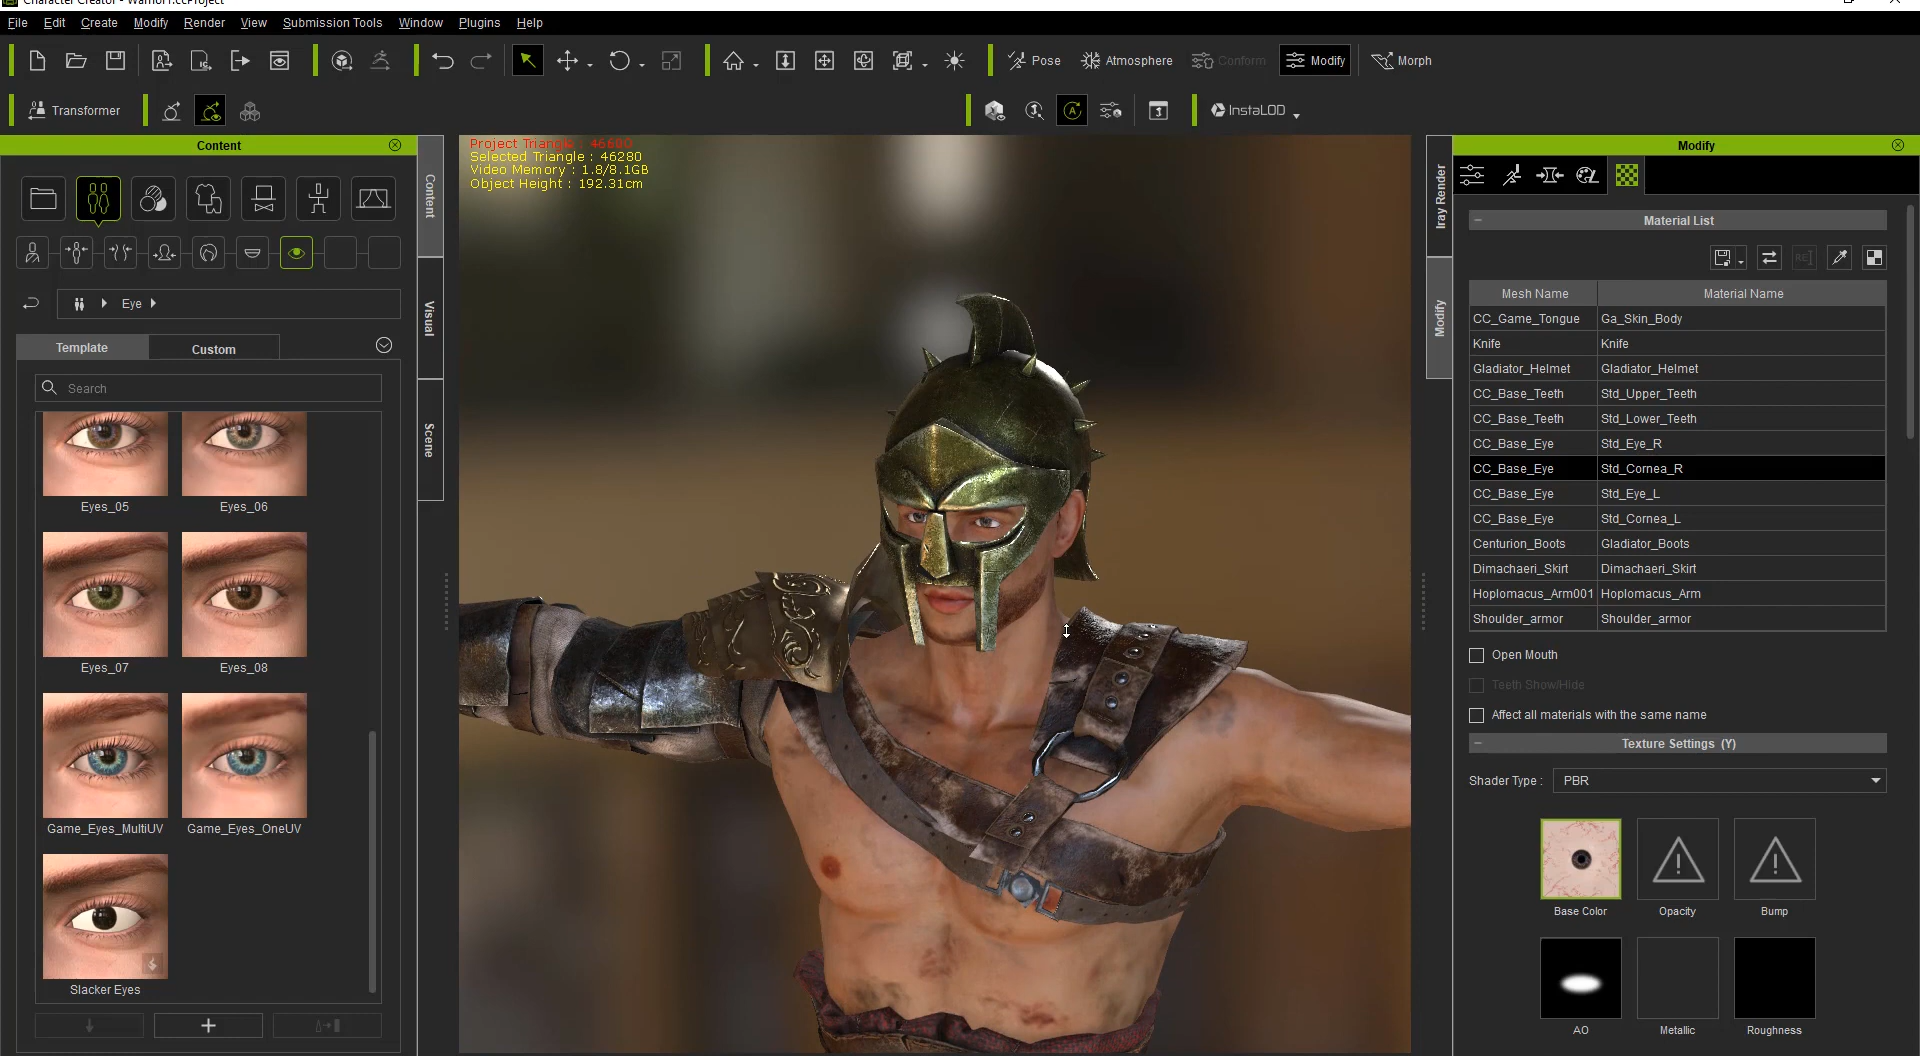 Character Creator - Warrior1.ccProject
File Edit Create Modify Render View Submission Tools Window Plugins Help
Pose Atmosphere Conform Modify Morph
Transformer
InstaLOD
Content
Project Triangle : 46600
Selected Triangle : 46280
Video Memory : 1.8/8.1GB
Object Height : 192.31cm
Content
Visual
Scene
Eye
Template Custom
Search
Eyes_05 Eyes_06
Eyes_07 Eyes_08
Game_Eyes_MultiUV Game_Eyes_OneUV
Slacker Eyes
Iray Render
Modify
Modify
Material List
Mesh Name Material Name
CC_Game_Tongue Ga_Skin_Body
Knife Knife
Gladiator_Helmet Gladiator_Helmet
CC_Base_Teeth Std_Upper_Teeth
CC_Base_Teeth Std_Lower_Teeth
CC_Base_Eye Std_Eye_R
CC_Base_Eye Std_Cornea_R
CC_Base_Eye Std_Eye_L
CC_Base_Eye Std_Cornea_L
Centurion_Boots Gladiator_Boots
Dimachaeri_Skirt Dimachaeri_Skirt
Hoplomacus_Arm001 Hoplomacus_Arm
Shoulder_armor Shoulder_armor
Open Mouth
Teeth Show/Hide
Affect all materials with the same name
Texture Settings (Y)
Shader Type : PBR
Base Color Opacity Bump
AO Metallic Roughness